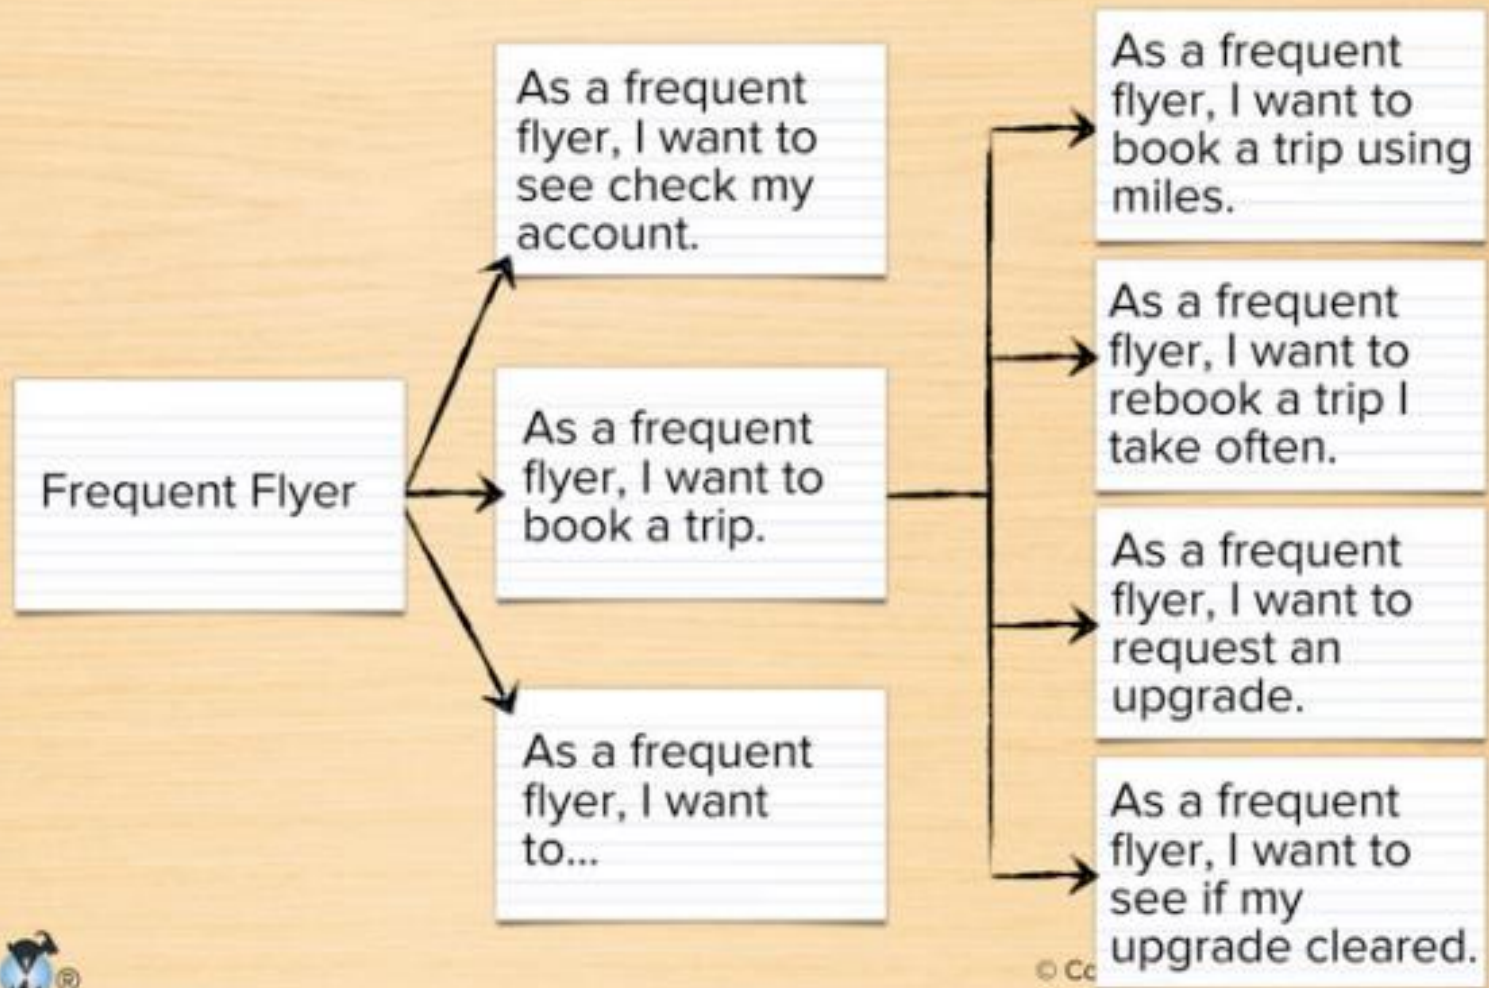 Frequent Flyer
As a frequent
flyer, I want to
see check my
account.
As a frequent
flyer, I want to
book a trip.
As a frequent
flyer, I want
to...
As a frequent
flyer, I want to
book a trip using
miles.
As a frequent
flyer, I want to
rebook a trip I
take often.
As a frequent
flyer, I want to
request an
upgrade.
As a frequent
flyer, I want to
see if my
upgrade cleared.
®
©